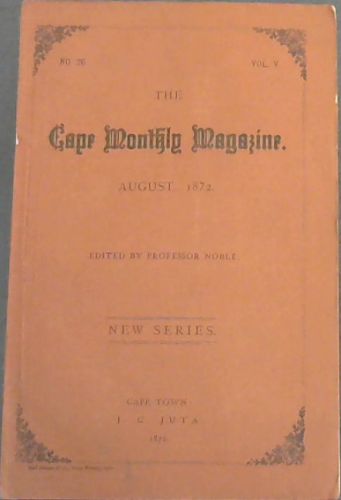 NO. 26 VOL. V
THE
Cape Monthly Magazine.
AUGUST 1872.
EDITED BY PROFESSOR NOBLE.
NEW SERIES.
CAPE TOWN
J. C. JUTA
1872.